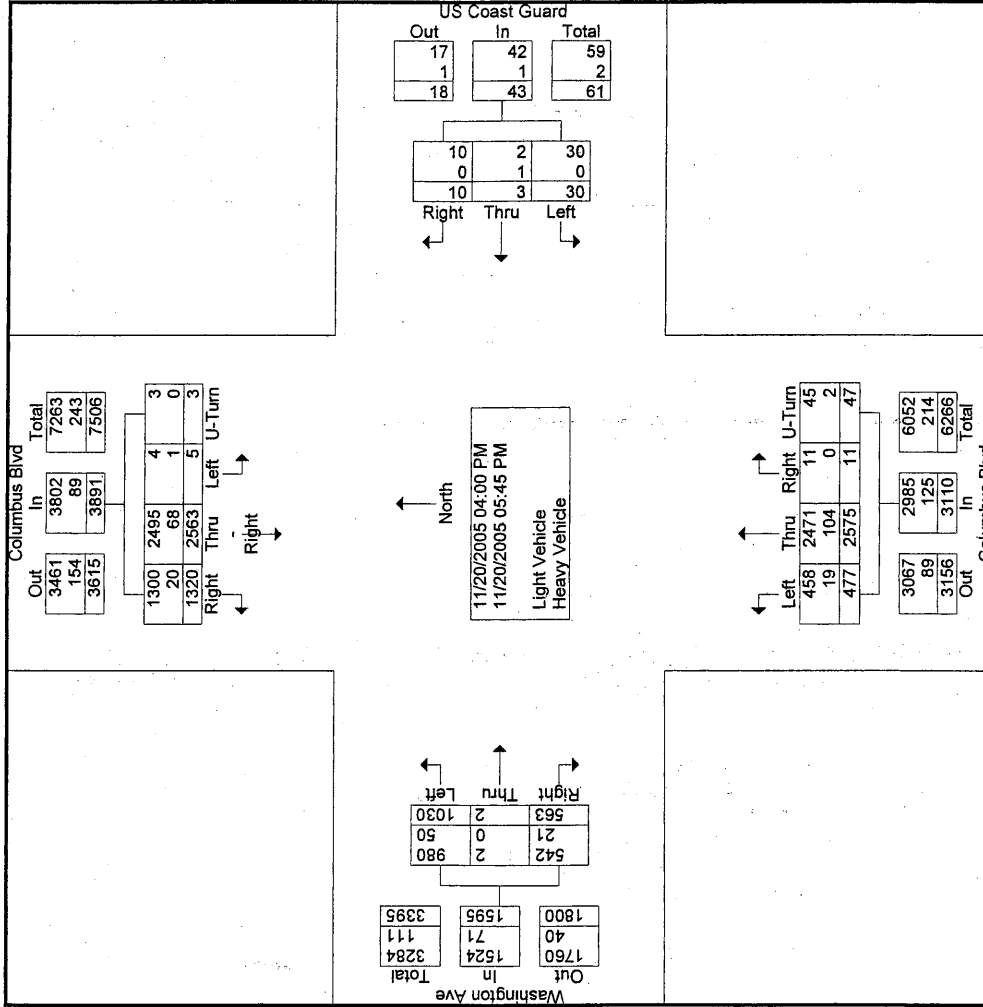 US Coast Guard
Out In Total
17 42 59
1 1 2
18 43 61
10 2 30
0 1 0
10 3 30
Right Thru Left
Columbus Blvd
Out In Total
3461 3802 7263
154 89 243
3615 3891 7506
1300 2495 4 3
20 68 1 0
1320 2563 5 3
Right Thru Left U-Turn
Right
North
11/20/2005 04:00 PM
11/20/2005 05:45 PM
Light Vehicle
Heavy Vehicle
Left Thru Right U-Turn
458 2471 11 45
19 104 0 2
477 2575 11 47
3067 2985 6052
89 125 214
3156 3110 6266
Out In Total
Columbus Blvd
Left Thru Right
1030 2 563
50 0 21
980 2 542
3395 1595 1800
111 71 40
3284 1524 1760
Total In Out
Washington Ave